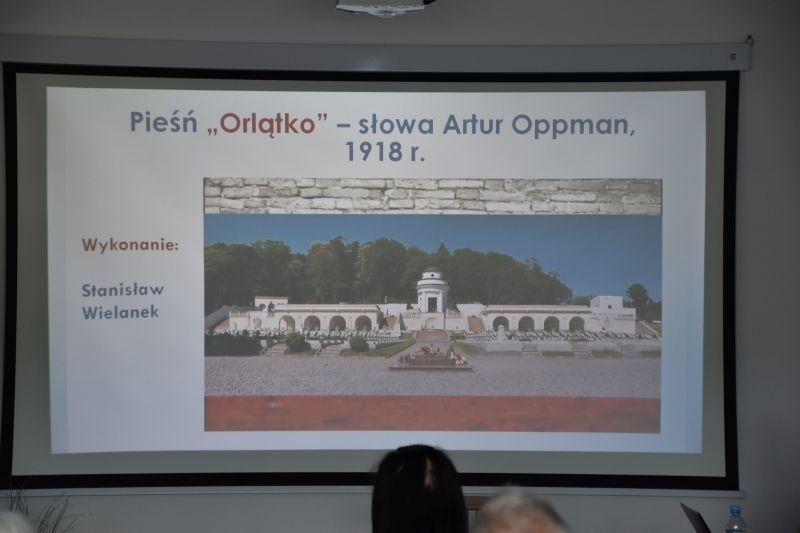 Pieśń „Orlątko” – słowa Artur Oppman,
1918 r.
Wykonanie:
Stanisław
Wielanek